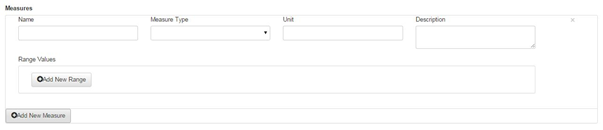 Measures
Name Measure Type Unit Description ×
Range Values
Add New Range
Add New Measure